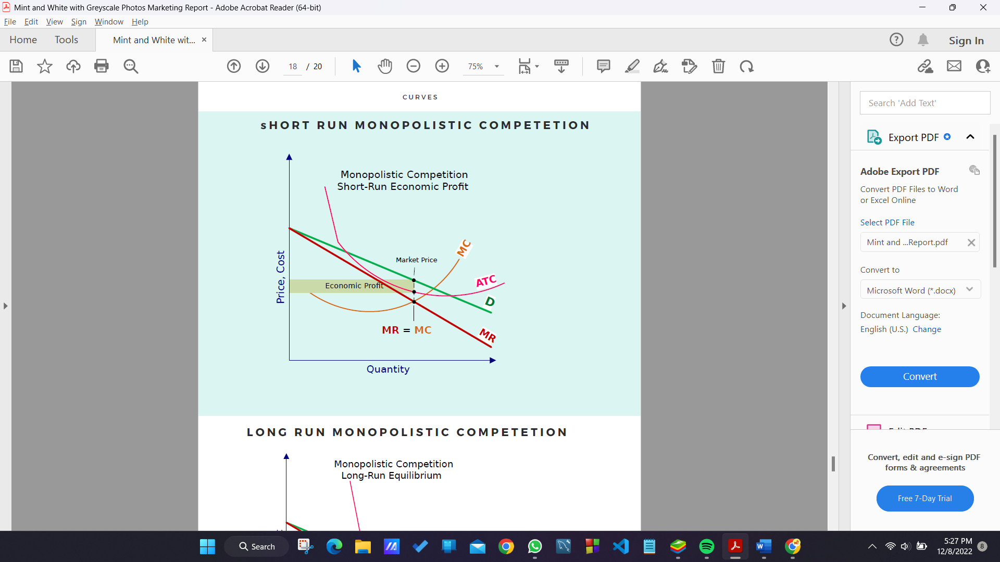 Mint and White with Greyscale Photos Marketing Report - Adobe Acrobat Reader (64-bit)
File Edit View Sign Window Help
Home Tools Mint and White wit... × Sign In
18 / 20 75%
CURVES
sHORT RUN MONOPOLISTIC COMPETETION
Monopolistic Competition
Short-Run Economic Profit
MC
Market Price
ATC
Economic Profit
D
Price, Cost
MR = MC
MR
Quantity
LONG RUN MONOPOLISTIC COMPETETION
Monopolistic Competition
Long-Run Equilibrium
Search 'Add Text'
Export PDF
Adobe Export PDF
Convert PDF Files to Word
or Excel Online
Select PDF File
Mint and ...Report.pdf
Convert to
Microsoft Word (*.docx)
Document Language:
English (U.S.) Change
Convert
Convert, edit and e-sign PDF
forms & agreements
Free 7-Day Trial
Search
5:27 PM
12/8/2022
8